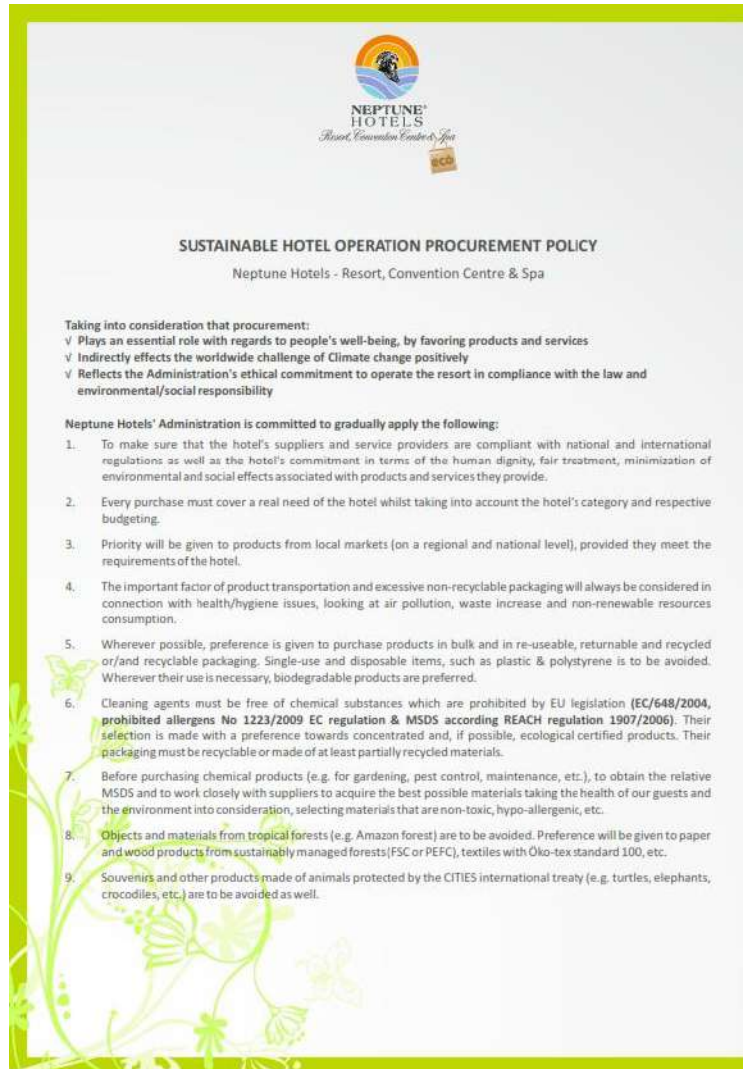 NEPTUNE®
HOTELS
Resort, Convention Centre & Spa
eco
SUSTAINABLE HOTEL OPERATION PROCUREMENT POLICY
Neptune Hotels - Resort, Convention Centre & Spa
Taking into consideration that procurement:
√ Plays an essential role with regards to people's well-being, by favoring products and services
√ Indirectly effects the worldwide challenge of Climate change positively
√ Reflects the Administration's ethical commitment to operate the resort in compliance with the law and
environmental/social responsibility
Neptune Hotels' Administration is committed to gradually apply the following:
1. To make sure that the hotel's suppliers and service providers are compliant with national and international
regulations as well as the hotel's commitment in terms of the human dignity, fair treatment, minimization of
environmental and social effects associated with products and services they provide.
2. Every purchase must cover a real need of the hotel whilst taking into account the hotel's category and respective
budgeting.
3. Priority will be given to products from local markets (on a regional and national level), provided they meet the
requirements of the hotel.
4. The important factor of product transportation and excessive non-recyclable packaging will always be considered in
connection with health/hygiene issues, looking at air pollution, waste increase and non-renewable resources
consumption.
5. Wherever possible, preference is given to purchase products in bulk and in re-useable, returnable and recycled
or/and recyclable packaging. Single-use and disposable items, such as plastic & polystyrene is to be avoided.
Wherever their use is necessary, biodegradable products are preferred.
6. Cleaning agents must be free of chemical substances which are prohibited by EU legislation (EC/648/2004,
prohibited allergens No 1223/2009 EC regulation & MSDS according REACH regulation 1907/2006). Their
selection is made with a preference towards concentrated and, if possible, ecological certified products. Their
packaging must be recyclable or made of at least partially recycled materials.
7. Before purchasing chemical products (e.g. for gardening, pest control, maintenance, etc.), to obtain the relative
MSDS and to work closely with suppliers to acquire the best possible materials taking the health of our guests and
the environment into consideration, selecting materials that are non-toxic, hypo-allergenic, etc.
8. Objects and materials from tropical forests (e.g. Amazon forest) are to be avoided. Preference will be given to paper
and wood products from sustainably managed forests(FSC or PEFC), textiles with Öko-tex standard 100, etc.
9. Souvenirs and other products made of animals protected by the CITIES international treaty (e.g. turtles, elephants,
crocodiles, etc.) are to be avoided as well.